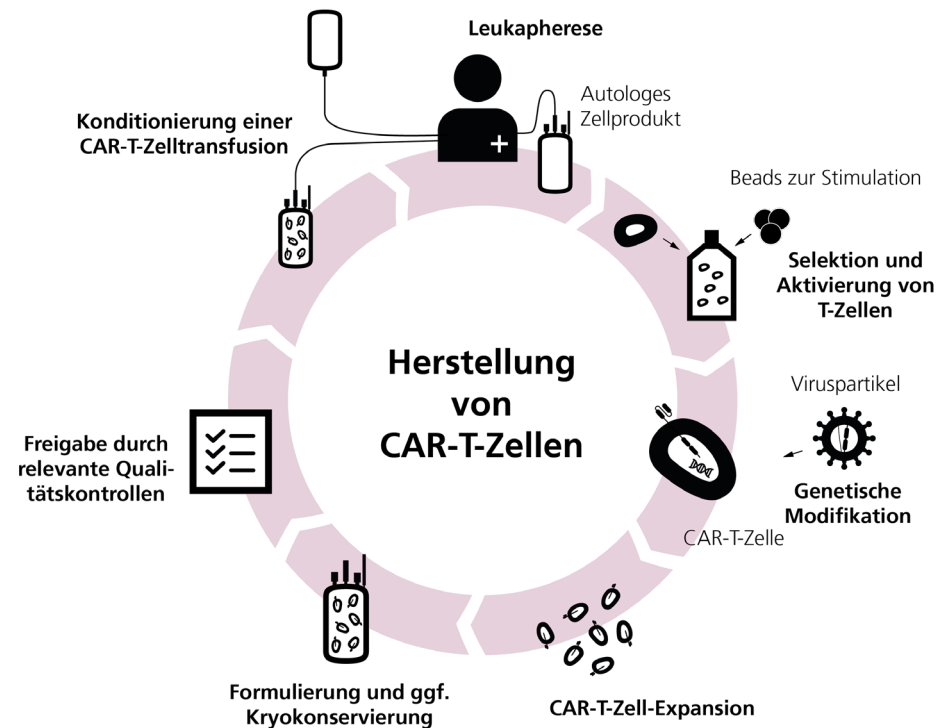 Leukapherese
Autologes
Zellprodukt
Konditionierung einer
CAR-T-Zelltransfusion
Beads zur Stimulation
Selektion und
Aktivierung von
T-Zellen
Herstellung
von
CAR-T-Zellen
Viruspartikel
Genetische
Modifikation
CAR-T-Zelle
Freigabe durch
relevante Quali-
tätskontrollen
Formulierung und ggf.
Kryokonservierung
CAR-T-Zell-Expansion